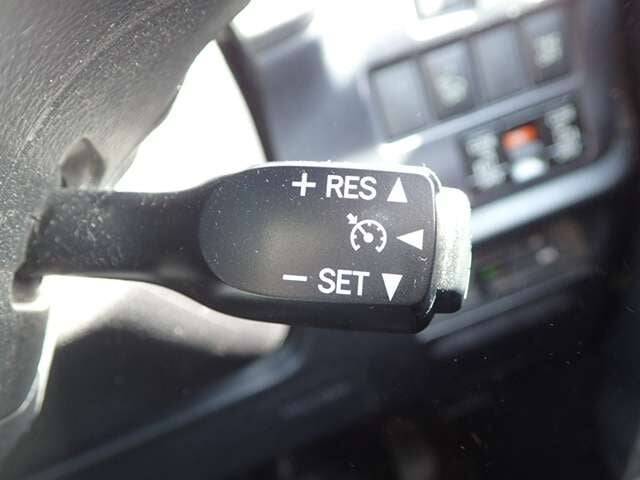 + RES ▲
− SET ▼